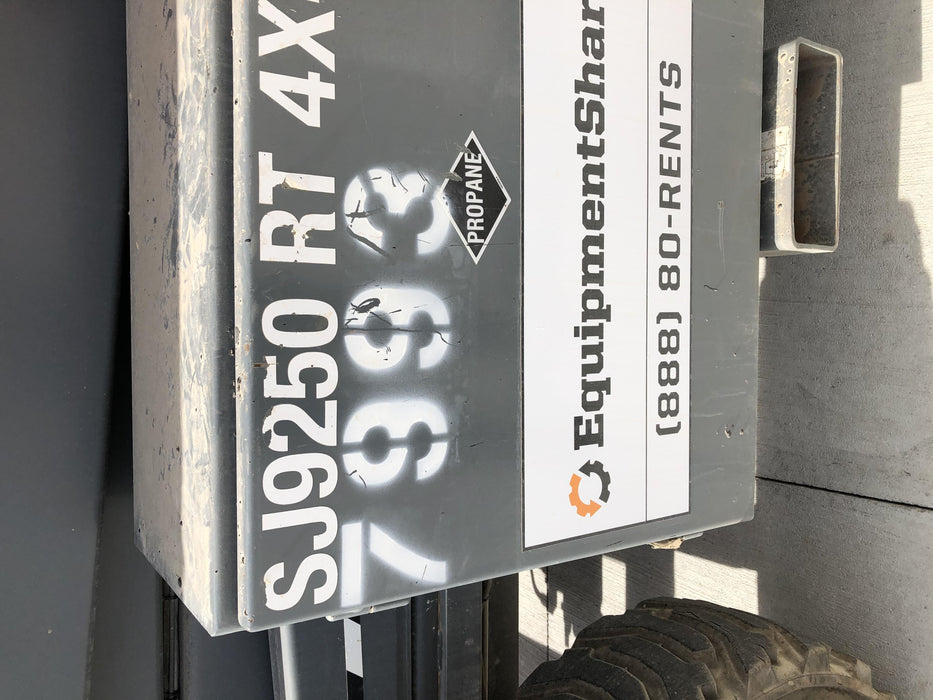 SJ9250 RT 4X
7993
PROPANE
EquipmentShar
(888) 80-RENTS